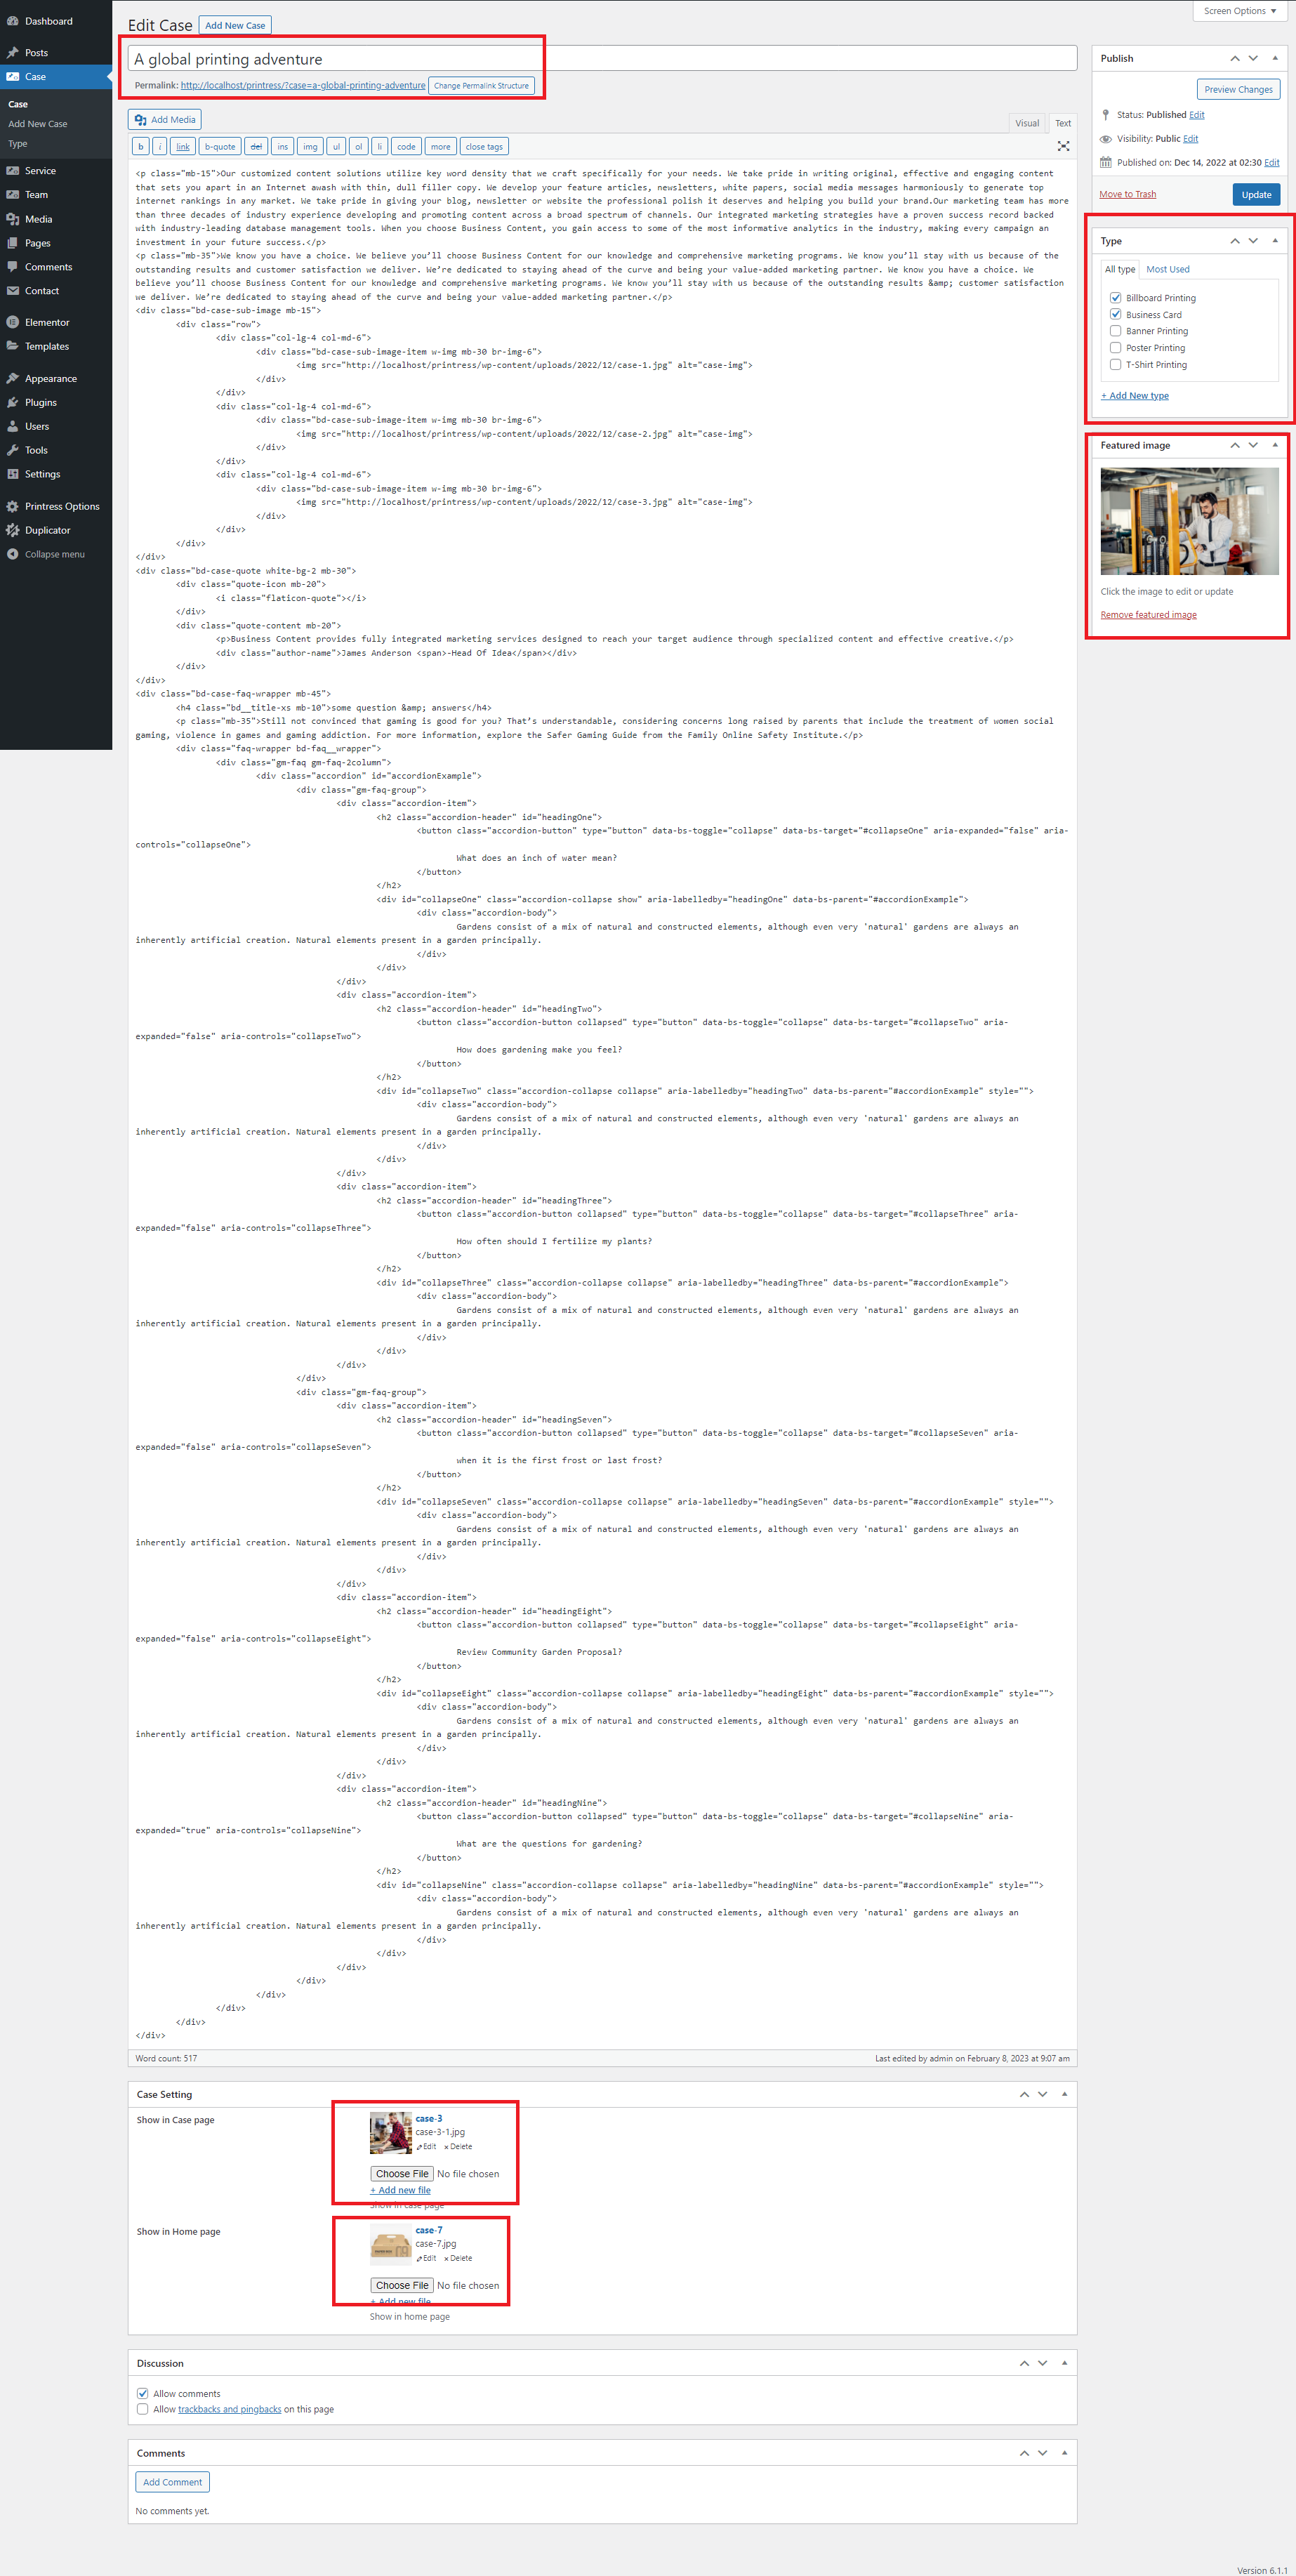 Screen Options ▼
Dashboard
Posts
Case
Case
Add New Case
Type
Service
Team
Media
Pages
Comments
Contact
Elementor
Templates
Appearance
Plugins
Users
Tools
Settings
Printress Options
Duplicator
Collapse menu
Edit Case Add New Case
A global printing adventure
Permalink: http://localhost/printress/?case=a-global-printing-adventure Change Permalink Structure
Add Media
Visual Text
b i link b-quote del ins img ul ol li code more close tags
<p class="mb-15">Our customized content solutions utilize key word density that we craft specifically for your needs. We take pride in writing original, effective and engaging content
that sets you apart in an Internet awash with thin, dull filler copy. We develop your feature articles, newsletters, white papers, social media messages harmoniously to generate top
internet rankings in any market. We take pride in giving your blog, newsletter or website the professional polish it deserves and helping you build your brand.Our marketing team has more
than three decades of industry experience developing and promoting content across a broad spectrum of channels. Our integrated marketing strategies have a proven success record backed
with industry-leading database management tools. When you choose Business Content, you gain access to some of the most informative analytics in the industry, making every campaign an
investment in your future success.</p>
<p class="mb-35">We know you have a choice. We believe you’ll choose Business Content for our knowledge and comprehensive marketing programs. We know you’ll stay with us because of the
outstanding results and customer satisfaction we deliver. We’re dedicated to staying ahead of the curve and being your value-added marketing partner. We know you have a choice. We
believe you’ll choose Business Content for our knowledge and comprehensive marketing programs. We know you’ll stay with us because of the outstanding results &amp; customer satisfaction
we deliver. We’re dedicated to staying ahead of the curve and being your value-added marketing partner.</p>
<div class="bd-case-sub-image mb-15">
<div class="row">
<div class="col-lg-4 col-md-6">
<div class="bd-case-sub-image-item w-img mb-30 br-img-6">
<img src="http://localhost/printress/wp-content/uploads/2022/12/case-1.jpg" alt="case-img">
</div>
</div>
<div class="col-lg-4 col-md-6">
<div class="bd-case-sub-image-item w-img mb-30 br-img-6">
<img src="http://localhost/printress/wp-content/uploads/2022/12/case-2.jpg" alt="case-img">
</div>
</div>
<div class="col-lg-4 col-md-6">
<div class="bd-case-sub-image-item w-img mb-30 br-img-6">
<img src="http://localhost/printress/wp-content/uploads/2022/12/case-3.jpg" alt="case-img">
</div>
</div>
</div>
</div>
<div class="bd-case-quote white-bg-2 mb-30">
<div class="quote-icon mb-20">
<i class="flaticon-quote"></i>
</div>
<div class="quote-content mb-20">
<p>Business Content provides fully integrated marketing services designed to reach your target audience through specialized content and effective creative.</p>
<div class="author-name">James Anderson <span>-Head Of Idea</span></div>
</div>
</div>
<div class="bd-case-faq-wrapper mb-45">
<h4 class="bd__title-xs mb-10">some question &amp; answers</h4>
<p class="mb-35">Still not convinced that gaming is good for you? That’s understandable, considering concerns long raised by parents that include the treatment of women social
gaming, violence in games and gaming addiction. For more information, explore the Safer Gaming Guide from the Family Online Safety Institute.</p>
<div class="faq-wrapper bd-faq__wrapper">
<div class="gm-faq gm-faq-2column">
<div class="accordion" id="accordionExample">
<div class="gm-faq-group">
<div class="accordion-item">
<h2 class="accordion-header" id="headingOne">
<button class="accordion-button" type="button" data-bs-toggle="collapse" data-bs-target="#collapseOne" aria-expanded="false" aria-
controls="collapseOne">
What does an inch of water mean?
</button>
</h2>
<div id="collapseOne" class="accordion-collapse show" aria-labelledby="headingOne" data-bs-parent="#accordionExample">
<div class="accordion-body">
Gardens consist of a mix of natural and constructed elements, although even very 'natural' gardens are always an
inherently artificial creation. Natural elements present in a garden principally.
</div>
</div>
</div>
<div class="accordion-item">
<h2 class="accordion-header" id="headingTwo">
<button class="accordion-button collapsed" type="button" data-bs-toggle="collapse" data-bs-target="#collapseTwo" aria-
expanded="false" aria-controls="collapseTwo">
How does gardening make you feel?
</button>
</h2>
<div id="collapseTwo" class="accordion-collapse collapse" aria-labelledby="headingTwo" data-bs-parent="#accordionExample" style="">
<div class="accordion-body">
Gardens consist of a mix of natural and constructed elements, although even very 'natural' gardens are always an
inherently artificial creation. Natural elements present in a garden principally.
</div>
</div>
</div>
<div class="accordion-item">
<h2 class="accordion-header" id="headingThree">
<button class="accordion-button collapsed" type="button" data-bs-toggle="collapse" data-bs-target="#collapseThree" aria-
expanded="false" aria-controls="collapseThree">
How often should I fertilize my plants?
</button>
</h2>
<div id="collapseThree" class="accordion-collapse collapse" aria-labelledby="headingThree" data-bs-parent="#accordionExample">
<div class="accordion-body">
Gardens consist of a mix of natural and constructed elements, although even very 'natural' gardens are always an
inherently artificial creation. Natural elements present in a garden principally.
</div>
</div>
</div>
</div>
<div class="gm-faq-group">
<div class="accordion-item">
<h2 class="accordion-header" id="headingSeven">
<button class="accordion-button collapsed" type="button" data-bs-toggle="collapse" data-bs-target="#collapseSeven" aria-
expanded="false" aria-controls="collapseSeven">
when it is the first frost or last frost?
</button>
</h2>
<div id="collapseSeven" class="accordion-collapse collapse" aria-labelledby="headingSeven" data-bs-parent="#accordionExample" style="">
<div class="accordion-body">
Gardens consist of a mix of natural and constructed elements, although even very 'natural' gardens are always an
inherently artificial creation. Natural elements present in a garden principally.
</div>
</div>
</div>
<div class="accordion-item">
<h2 class="accordion-header" id="headingEight">
<button class="accordion-button collapsed" type="button" data-bs-toggle="collapse" data-bs-target="#collapseEight" aria-
expanded="false" aria-controls="collapseEight">
Review Community Garden Proposal?
</button>
</h2>
<div id="collapseEight" class="accordion-collapse collapse" aria-labelledby="headingEight" data-bs-parent="#accordionExample" style="">
<div class="accordion-body">
Gardens consist of a mix of natural and constructed elements, although even very 'natural' gardens are always an
inherently artificial creation. Natural elements present in a garden principally.
</div>
</div>
</div>
<div class="accordion-item">
<h2 class="accordion-header" id="headingNine">
<button class="accordion-button collapsed" type="button" data-bs-toggle="collapse" data-bs-target="#collapseNine" aria-
expanded="true" aria-controls="collapseNine">
What are the questions for gardening?
</button>
</h2>
<div id="collapseNine" class="accordion-collapse collapse" aria-labelledby="headingNine" data-bs-parent="#accordionExample" style="">
<div class="accordion-body">
Gardens consist of a mix of natural and constructed elements, although even very 'natural' gardens are always an
inherently artificial creation. Natural elements present in a garden principally.
</div>
</div>
</div>
</div>
</div>
</div>
</div>
</div>
Word count: 517 Last edited by admin on February 8, 2023 at 9:07 am
Publish
Preview Changes
Status: Published Edit
Visibility: Public Edit
Published on: Dec 14, 2022 at 02:30 Edit
Move to Trash Update
Type
All type Most Used
Billboard Printing
Business Card
Banner Printing
Poster Printing
T-Shirt Printing
+ Add New type
Featured image
Click the image to edit or update
Remove featured image
Case Setting
Show in Case page
case-3
case-3-1.jpg
Edit × Delete
Choose File No file chosen
+ Add new file
Show in case page
Show in Home page
case-7
case-7.jpg
Edit × Delete
Choose File No file chosen
+ Add new file
Show in home page
Discussion
Allow comments
Allow trackbacks and pingbacks on this page
Comments
Add Comment
No comments yet.
Version 6.1.1